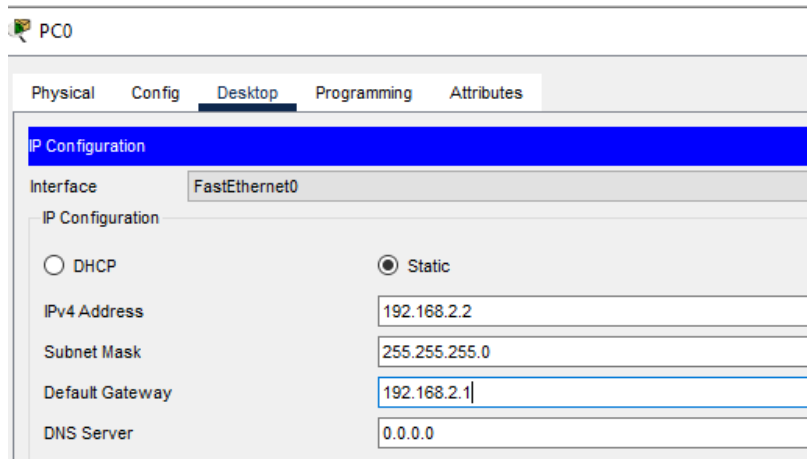 PC0
Physical Config Desktop Programming Attributes
IP Configuration
Interface FastEthernet0
IP Configuration
DHCP Static
IPv4 Address 192.168.2.2
Subnet Mask 255.255.255.0
Default Gateway 192.168.2.1
DNS Server 0.0.0.0